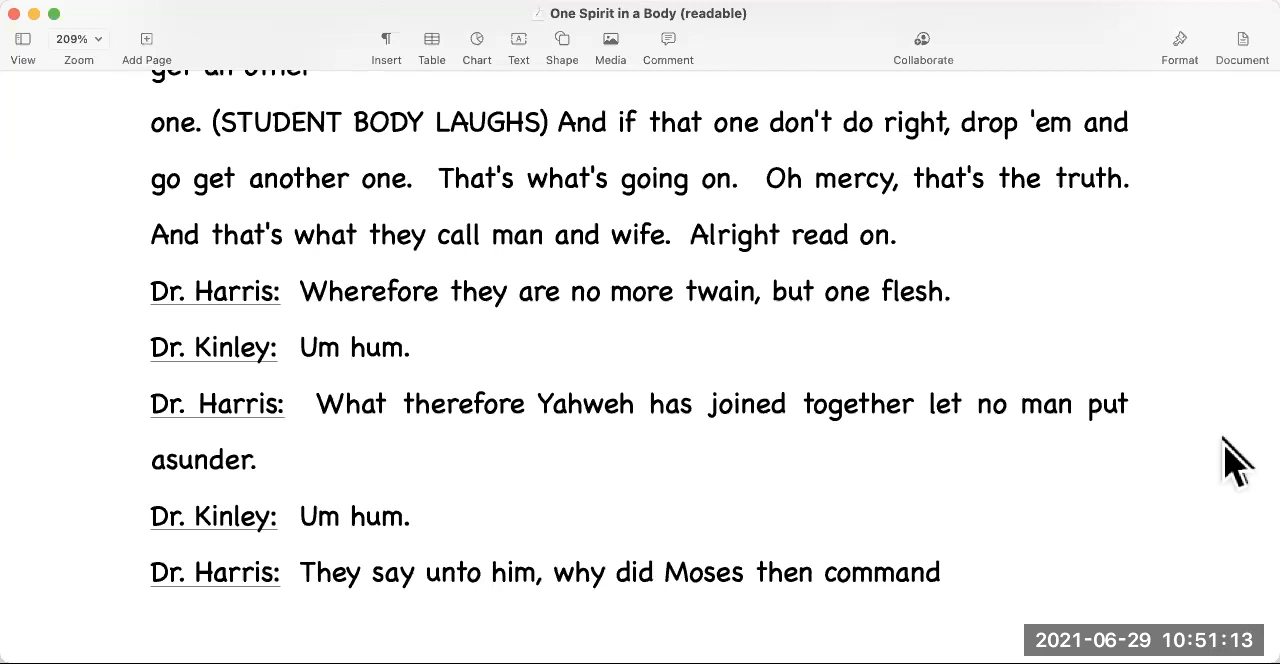 One Spirit in a Body (readable)
209%
View
Zoom
Add Page
Insert
Table
Chart
Text
Shape
Media
Comment
Collaborate
Format
Document
get an other
one. (STUDENT BODY LAUGHS) And if that one don't do right, drop 'em and
go get another one. That's what's going on. Oh mercy, that's the truth.
And that's what they call man and wife. Alright read on.
Dr. Harris: Wherefore they are no more twain, but one flesh.
Dr. Kinley: Um hum.
Dr. Harris: What therefore Yahweh has joined together let no man put
asunder.
Dr. Kinley: Um hum.
Dr. Harris: They say unto him, why did Moses then command
2021-06-29 10:51:13